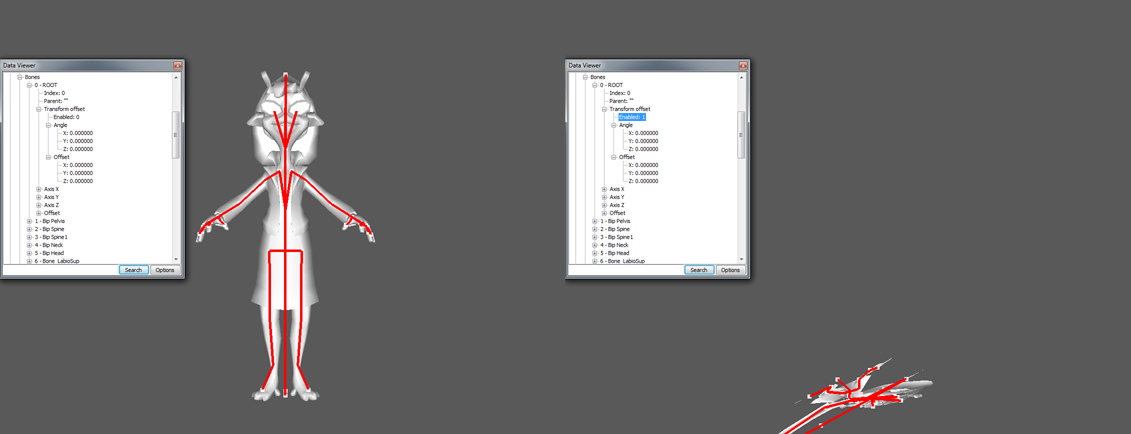 Data Viewer
Bones
0 - ROOT
Index: 0
Parent: ""
Transform offset
Enabled: 0
Angle
X: 0.000000
Y: 0.000000
Z: 0.000000
Offset
X: 0.000000
Y: 0.000000
Z: 0.000000
Axis X
Axis Y
Axis Z
Offset
1 - Bip Pelvis
2 - Bip Spine
3 - Bip Spine1
4 - Bip Neck
5 - Bip Head
6 - Bone_LabioSup
Search
Options
Data Viewer
Bones
0 - ROOT
Index: 0
Parent: ""
Transform offset
Enabled: 1
Angle
X: 0.000000
Y: 0.000000
Z: 0.000000
Offset
X: 0.000000
Y: 0.000000
Z: 0.000000
Axis X
Axis Y
Axis Z
Offset
1 - Bip Pelvis
2 - Bip Spine
3 - Bip Spine1
4 - Bip Neck
5 - Bip Head
6 - Bone_LabioSup
Search
Options